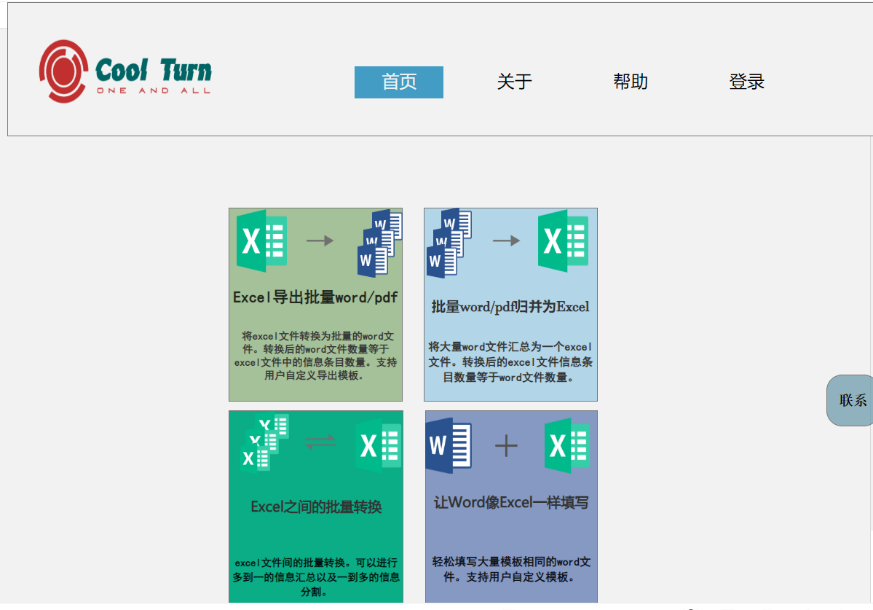 Cool Turn
ONE AND ALL
首页
关于
帮助
登录
Excel导出批量word/pdf
将excel文件转换为批量的word文
件。转换后的word文件数量等于
excel文件中的信息条目数量。支持
用户自定义导出模板。
批量word/pdf归并为Excel
将大量word文件汇总为一个excel
文件。转换后的excel文件信息条
目数量等于word文件数量。
联系
Excel之间的批量转换
excel文件间的批量转换。可以进行
多到一的信息汇总以及一到多的信息
分割。
让Word像Excel一样填写
轻松填写大量模板相同的word文
件。支持用户自定义模板。